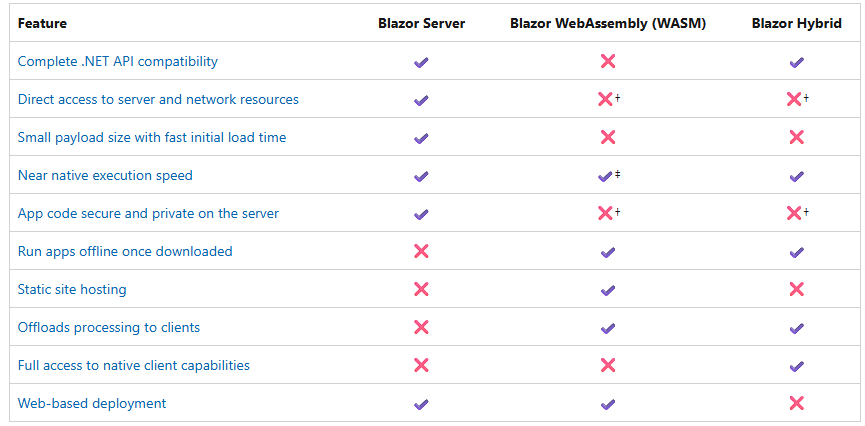 Feature Blazor Server Blazor WebAssembly (WASM) Blazor Hybrid
Complete .NET API compatibility ✔ ❌ ✔
Direct access to server and network resources ✔ ❌† ❌†
Small payload size with fast initial load time ✔ ❌ ❌
Near native execution speed ✔ ✔‡ ✔
App code secure and private on the server ✔ ❌† ❌†
Run apps offline once downloaded ❌ ✔ ✔
Static site hosting ❌ ✔ ❌
Offloads processing to clients ❌ ✔ ✔
Full access to native client capabilities ❌ ❌ ✔
Web-based deployment ✔ ✔ ❌